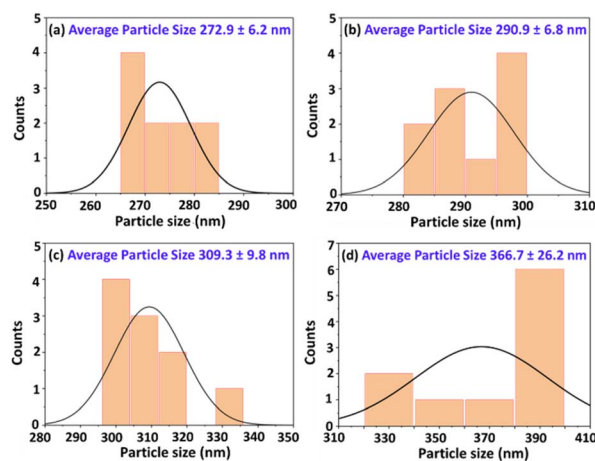 (a) Average Particle Size 272.9 ± 6.2 nm
Counts
5
4
3
2
1
0
250 260 270 280 290 300
Particle size (nm)
(b) Average Particle Size 290.9 ± 6.8 nm
Counts
5
4
3
2
1
0
270 280 290 300 310
Particle size (nm)
(c) Average Particle Size 309.3 ± 9.8 nm
Counts
5
4
3
2
1
0
280 290 300 310 320 330 340 350
Particle size (nm)
(d) Average Particle Size 366.7 ± 26.2 nm
Counts
7
6
5
4
3
2
1
0
310 330 350 370 390 410
Particle size (nm)